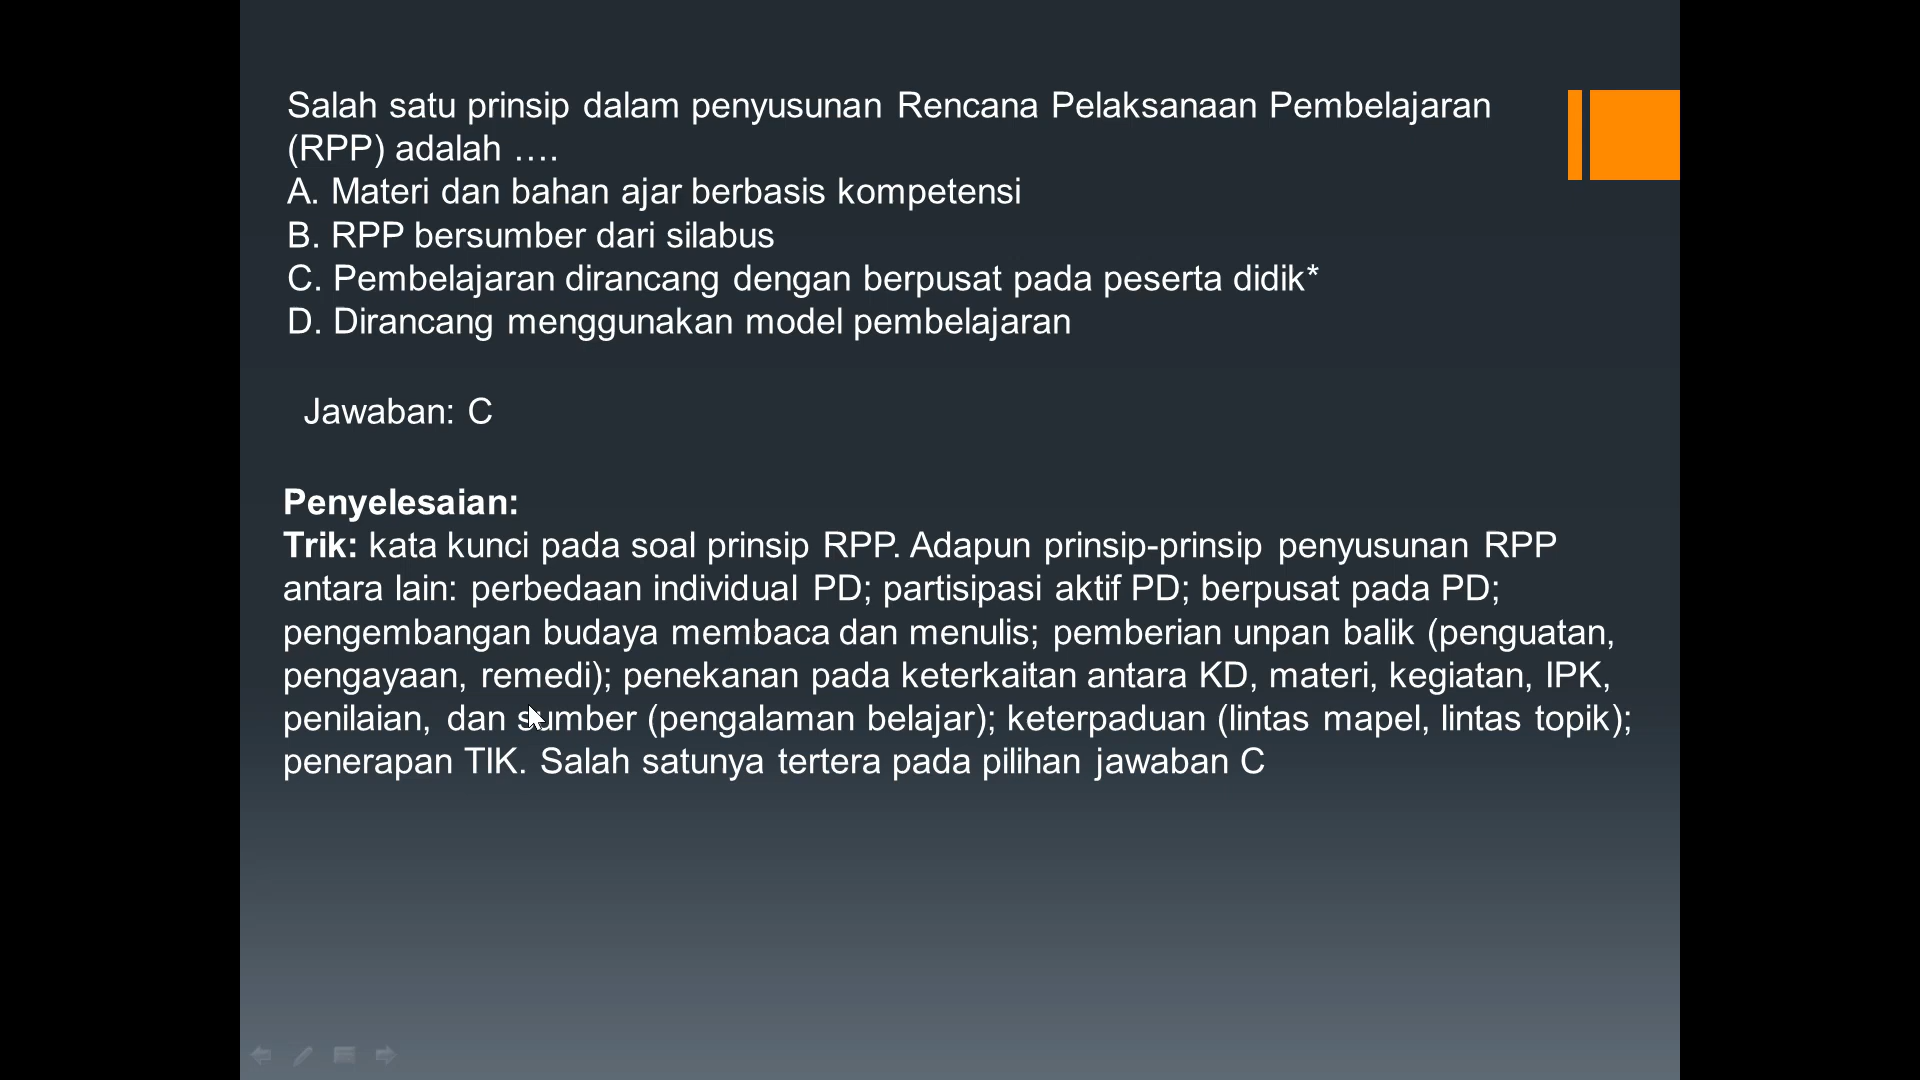 Salah satu prinsip dalam penyusunan Rencana Pelaksanaan Pembelajaran
(RPP) adalah ….
A. Materi dan bahan ajar berbasis kompetensi
B. RPP bersumber dari silabus
C. Pembelajaran dirancang dengan berpusat pada peserta didik*
D. Dirancang menggunakan model pembelajaran
Jawaban: C
Penyelesaian:
Trik: kata kunci pada soal prinsip RPP. Adapun prinsip-prinsip penyusunan RPP
antara lain: perbedaan individual PD; partisipasi aktif PD; berpusat pada PD;
pengembangan budaya membaca dan menulis; pemberian unpan balik (penguatan,
pengayaan, remedi); penekanan pada keterkaitan antara KD, materi, kegiatan, IPK,
penilaian, dan sumber (pengalaman belajar); keterpaduan (lintas mapel, lintas topik);
penerapan TIK. Salah satunya tertera pada pilihan jawaban C